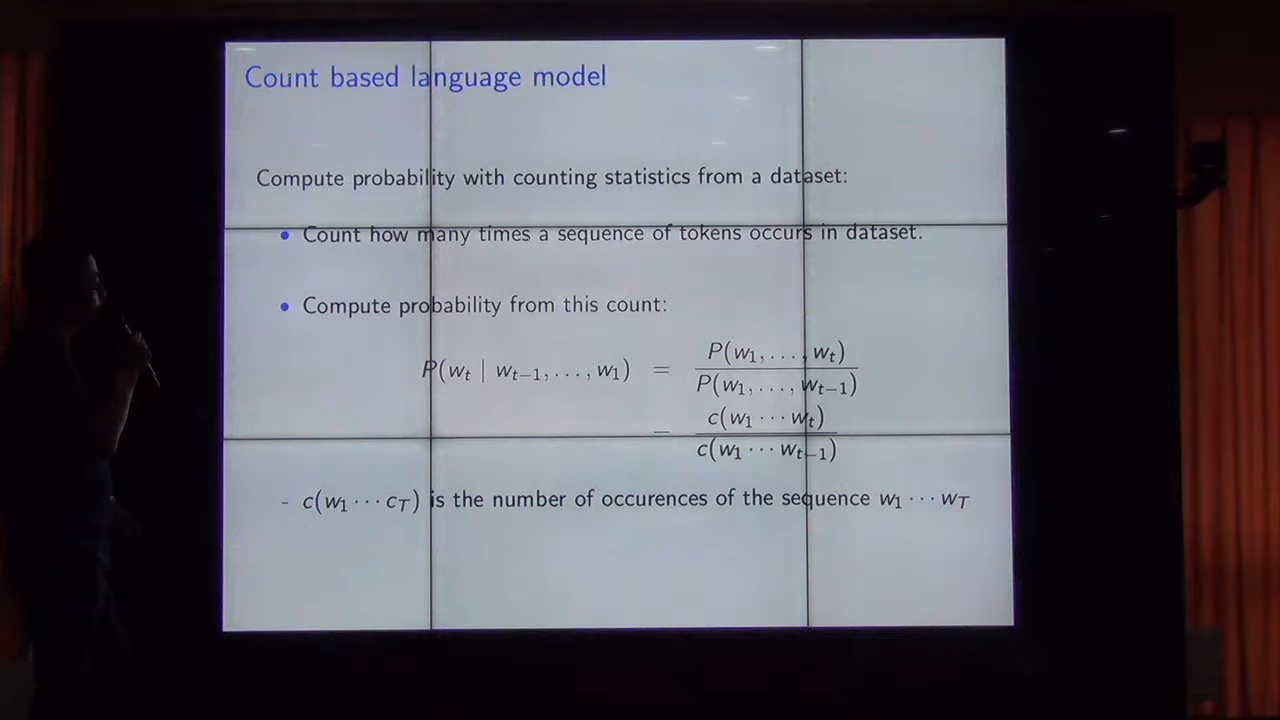 Count based language model
Compute probability with counting statistics from a dataset:
• Count how many times a sequence of tokens occurs in dataset.
• Compute probability from this count:
P(w_t | w_{t−1}, . . . , w_1) = P(w_1, . . . , w_t) / P(w_1, . . . , w_{t−1})
= c(w_1 · · · w_t) / c(w_1 · · · w_{t−1})
- c(w_1 · · · c_T) is the number of occurences of the sequence w_1 · · · w_T